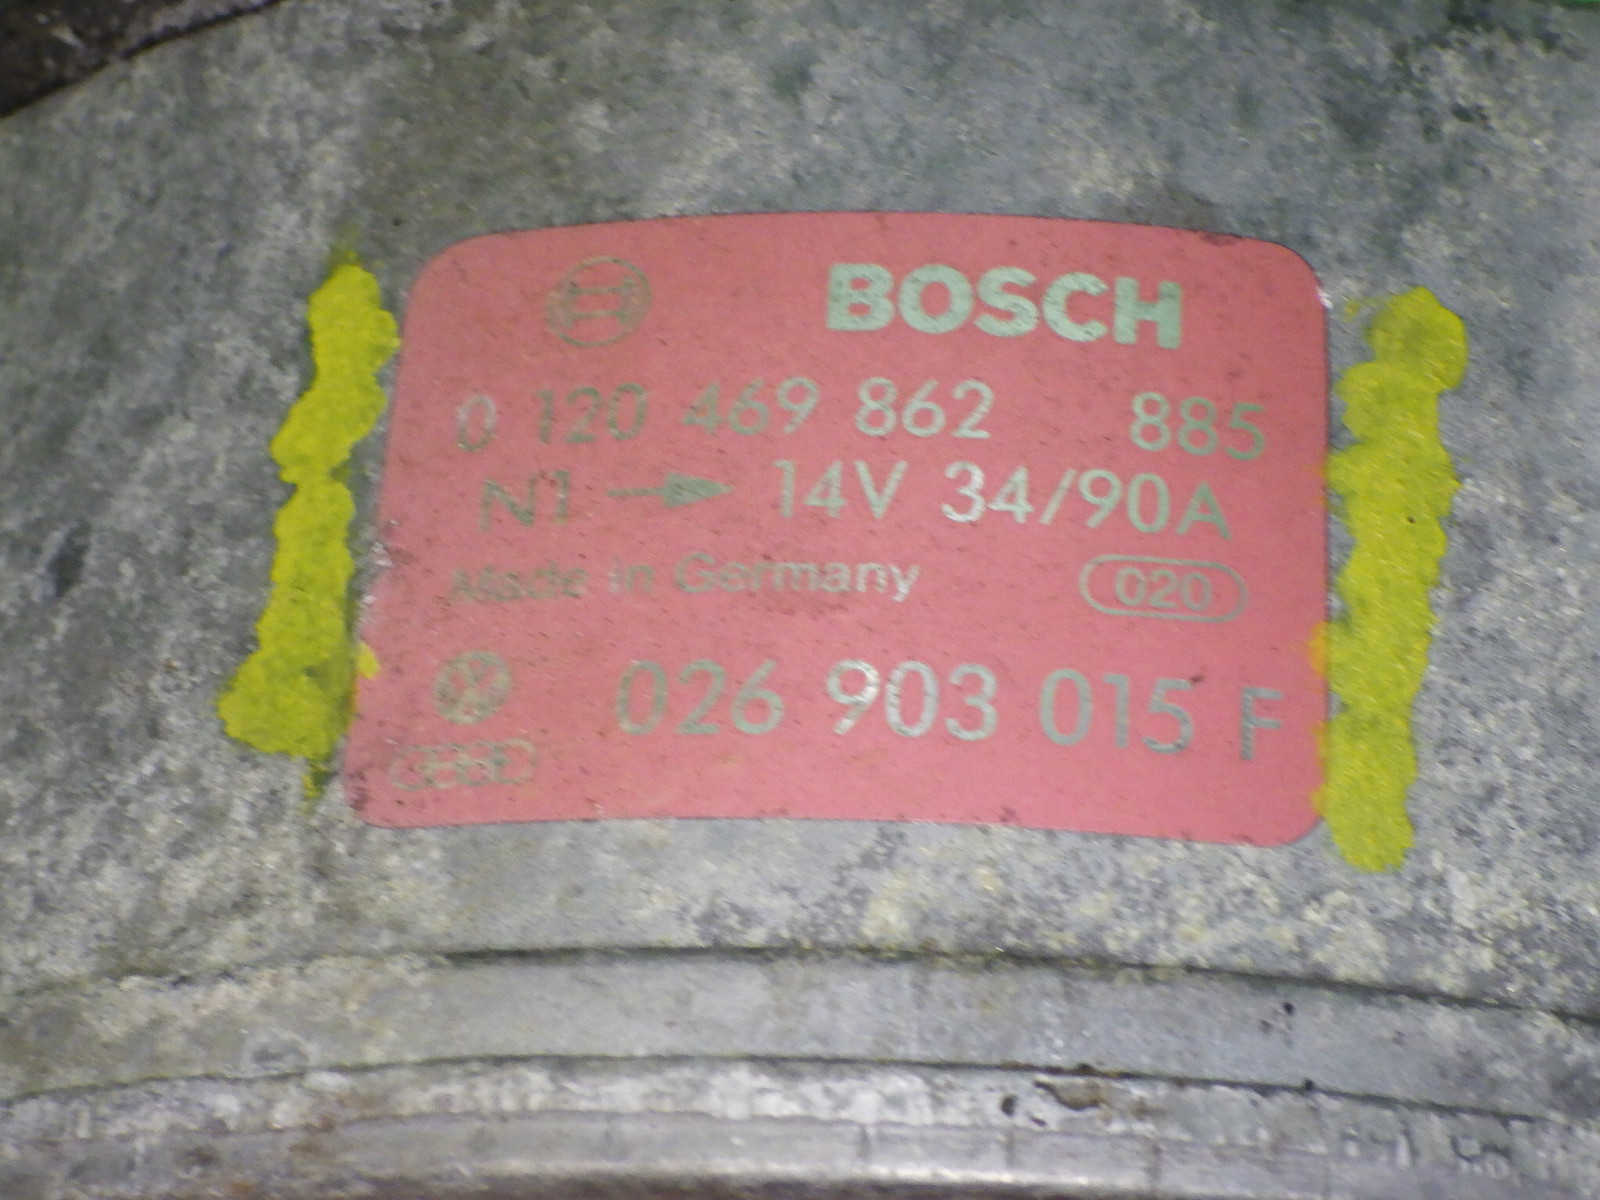 BOSCH
0 120 469 862 885
N1 → 14V 34/90A
Made in Germany 020
026 903 015 F